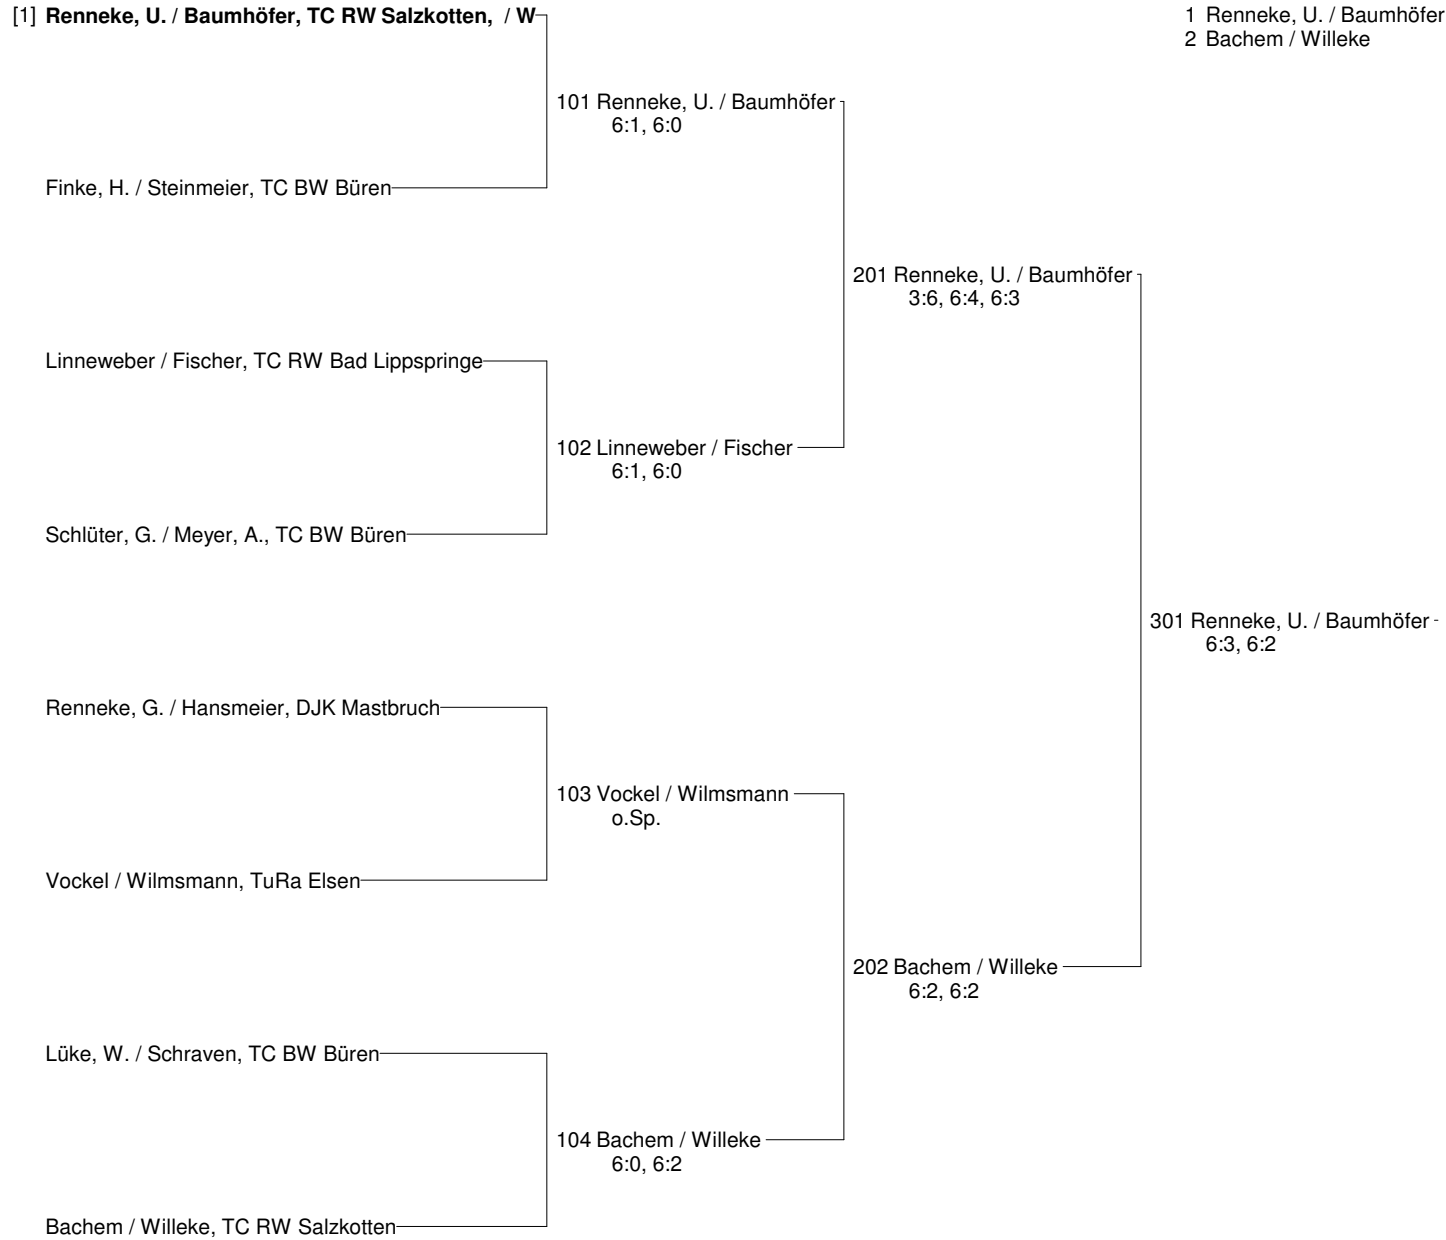 [1] Renneke, U. / Baumhöfer, TC RW Salzkotten,  / W
1 Renneke, U. / Baumhöfer
2 Bachem / Willeke
101 Renneke, U. / Baumhöfer
6:1, 6:0
Finke, H. / Steinmeier, TC BW Büren
201 Renneke, U. / Baumhöfer
3:6, 6:4, 6:3
Linneweber / Fischer, TC RW Bad Lippspringe
102 Linneweber / Fischer
6:1, 6:0
Schlüter, G. / Meyer, A., TC BW Büren
301 Renneke, U. / Baumhöfer
6:3, 6:2
Renneke, G. / Hansmeier, DJK Mastbruch
103 Vockel / Wilmsmann
o.Sp.
Vockel / Wilmsmann, TuRa Elsen
202 Bachem / Willeke
6:2, 6:2
Lüke, W. / Schraven, TC BW Büren
104 Bachem / Willeke
6:0, 6:2
Bachem / Willeke, TC RW Salzkotten